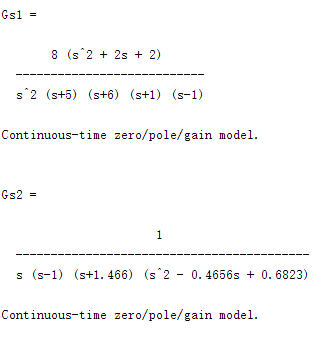 Gs1 =
8 (s^2 + 2s + 2)
---------------------------
s^2 (s+5) (s+6) (s+1) (s-1)
Continuous-time zero/pole/gain model.
Gs2 =
1
------------------------------------------
s (s-1) (s+1.466) (s^2 - 0.4656s + 0.6823)
Continuous-time zero/pole/gain model.